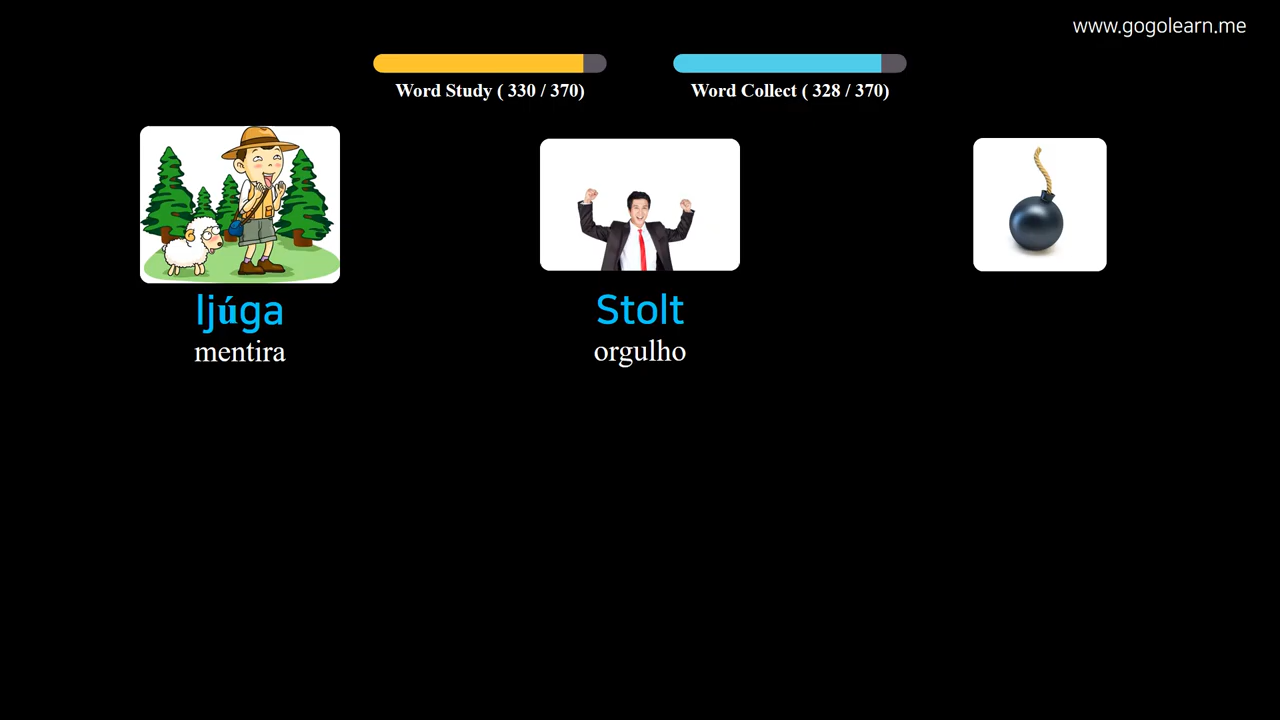 www.gogolearn.me
Word Study ( 330 / 370)
Word Collect ( 328 / 370)
ljúga
mentira
Stolt
orgulho